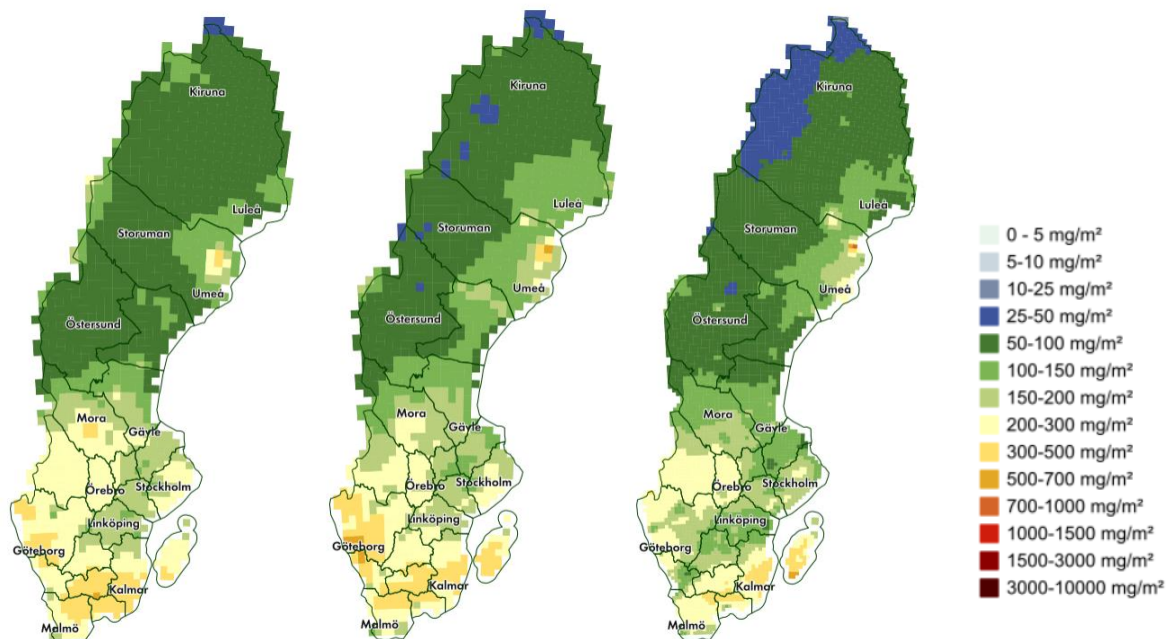 Kiruna
Luleå
Storuman
Umeå
Östersund
Mora
Gävle
Örebro
Stockholm
Linköping
Göteborg
Kalmar
Malmö
Kiruna
Luleå
Storuman
Umeå
Östersund
Mora
Gävle
Örebro
Stockholm
Linköping
Göteborg
Kalmar
Malmö
Kiruna
Luleå
Storuman
Umeå
Östersund
Mora
Gävle
Örebro
Stockholm
Linköping
Göteborg
Kalmar
Malmö
0 - 5 mg/m²
5-10 mg/m²
10-25 mg/m²
25-50 mg/m²
50-100 mg/m²
100-150 mg/m²
150-200 mg/m²
200-300 mg/m²
300-500 mg/m²
500-700 mg/m²
700-1000 mg/m²
1000-1500 mg/m²
1500-3000 mg/m²
3000-10000 mg/m²